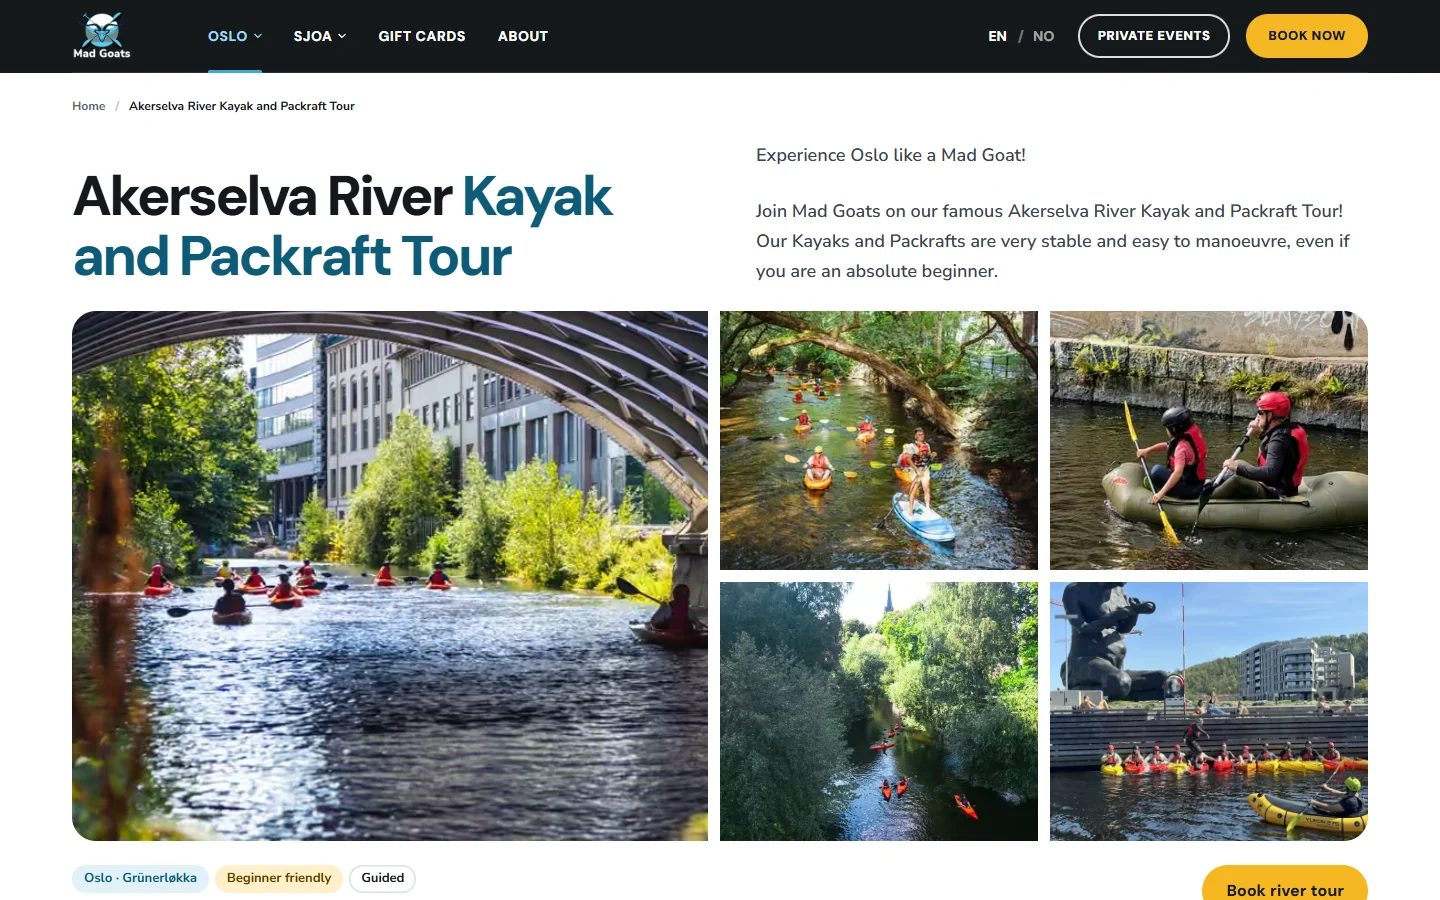 Mad Goats
OSLO
SJOA
GIFT CARDS
ABOUT
EN / NO
PRIVATE EVENTS
BOOK NOW
Home / Akerselva River Kayak and Packraft Tour
Akerselva River Kayak
and Packraft Tour
Experience Oslo like a Mad Goat!
Join Mad Goats on our famous Akerselva River Kayak and Packraft Tour!
Our Kayaks and Packrafts are very stable and easy to manoeuvre, even if
you are an absolute beginner.
Oslo · Grünerløkka
Beginner friendly
Guided
Book river tour